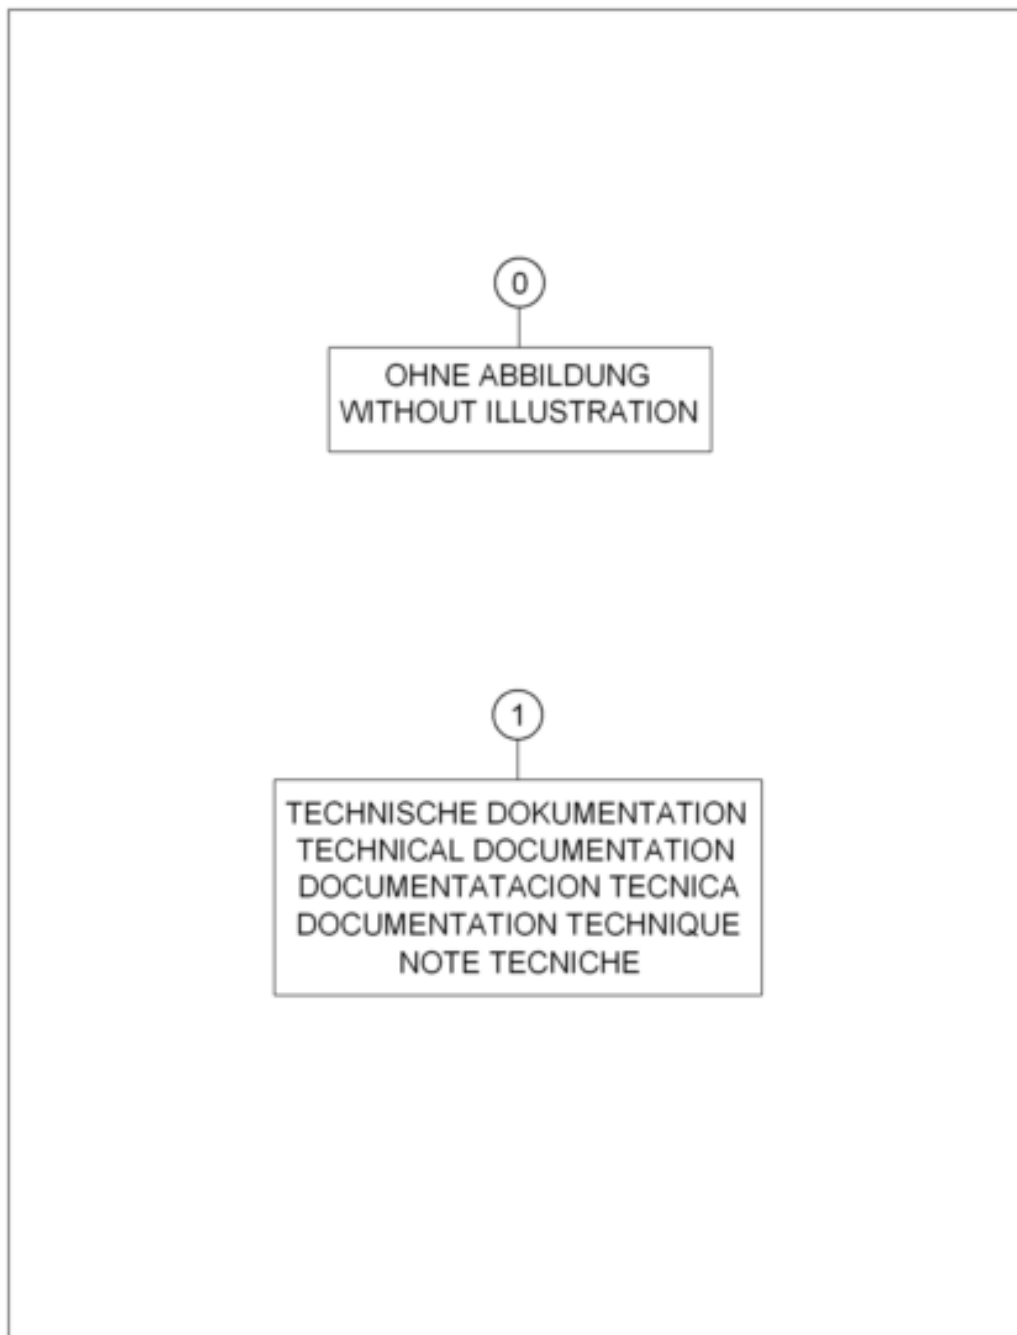 0
OHNE ABBILDUNG
WITHOUT ILLUSTRATION
1
TECHNISCHE DOKUMENTATION
TECHNICAL DOCUMENTATION
DOCUMENTATACION TECNICA
DOCUMENTATION TECHNIQUE
NOTE TECNICHE